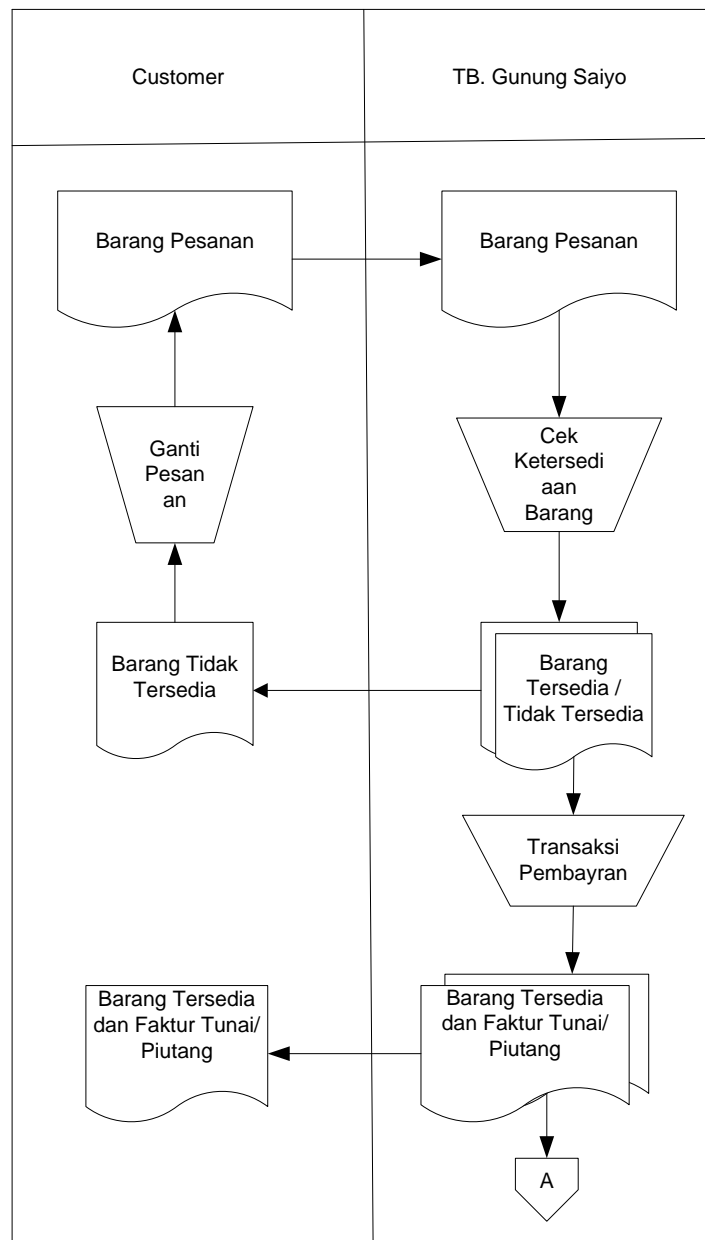 Customer
TB. Gunung Saiyo
Barang Pesanan
Barang Pesanan
Ganti
Pesan
an
Cek
Ketersedi
aan
Barang
Barang Tidak
Tersedia
Barang
Tersedia /
Tidak Tersedia
Transaksi
Pembayran
Barang Tersedia
dan Faktur Tunai/
Piutang
Barang Tersedia
dan Faktur Tunai/
Piutang
A